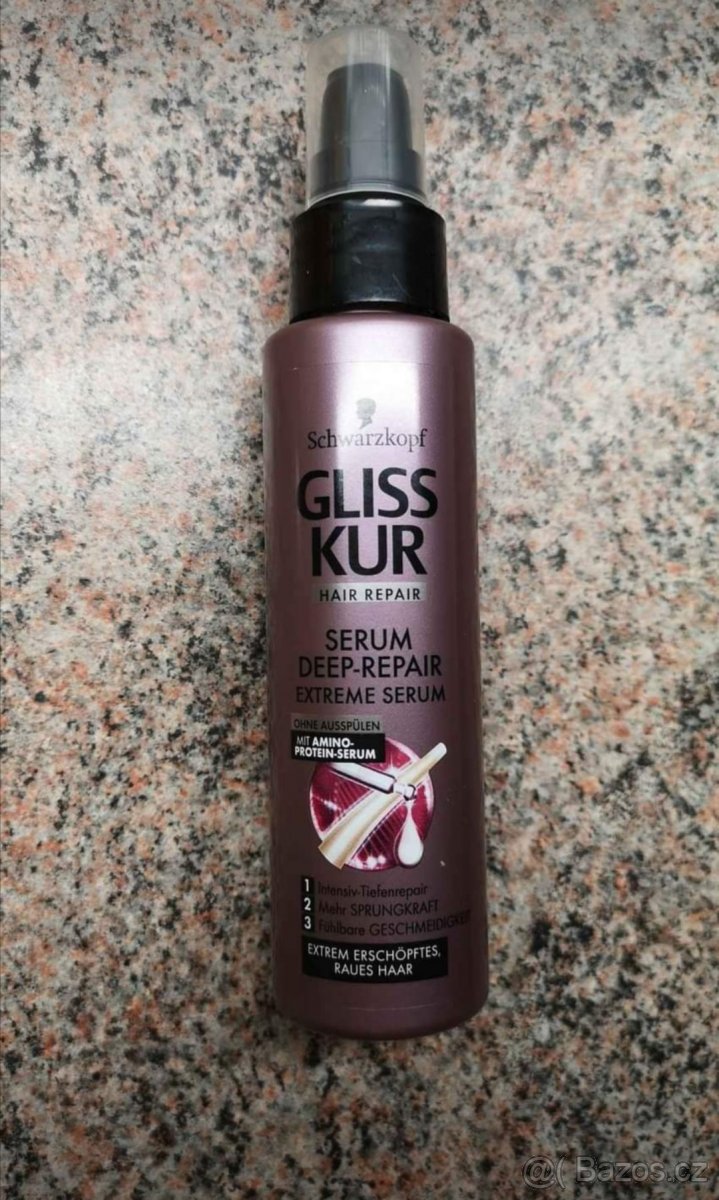 Schwarzkopf
GLISS
KUR
HAIR REPAIR
SERUM
DEEP-REPAIR
EXTREME SERUM
OHNE AUSSPÜLEN
MIT AMINO-
PROTEIN-SERUM
1 Intensiv-Tiefenrepair
2 Mehr SPRUNGKRAFT
3 Fühlbare GESCHMEIDIGKEIT
EXTREM ERSCHÖPFTES,
RAUES HAAR
@( Bazos.cz